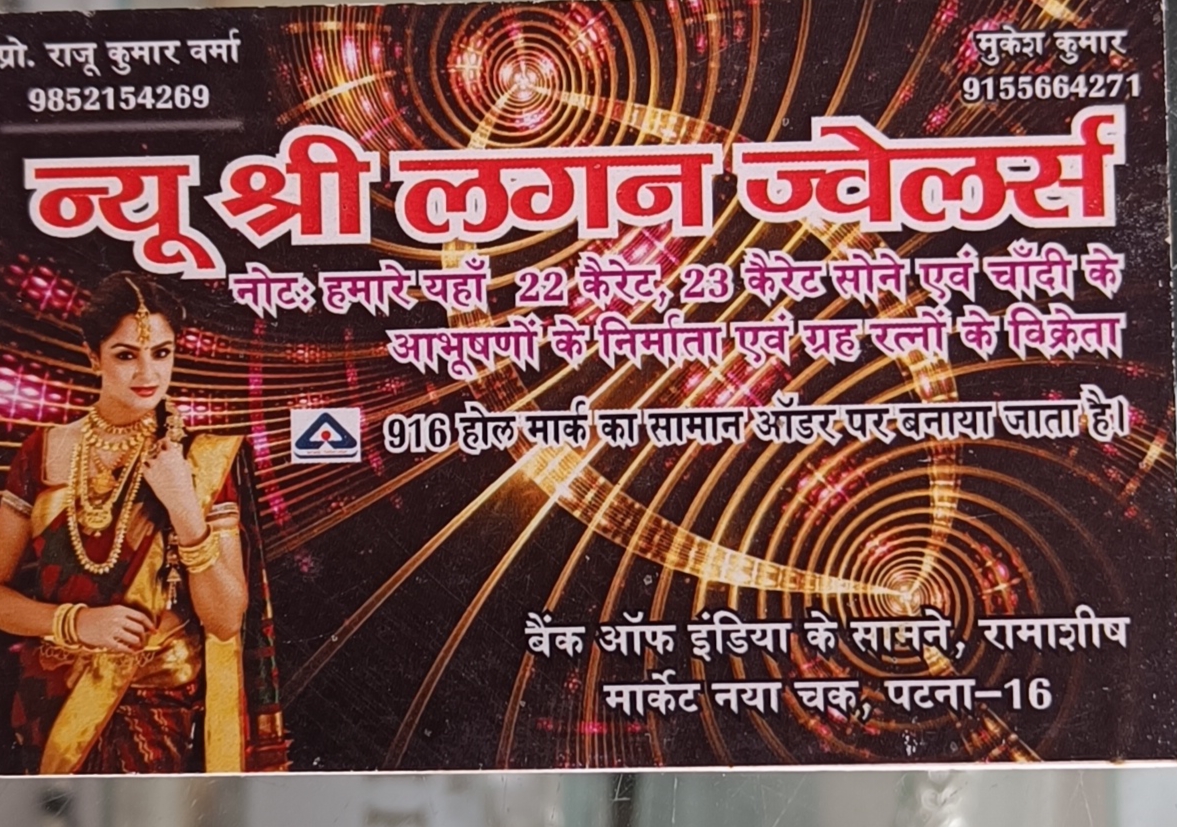 प्रो. राजू कुमार वर्मा
9852154269
मुकेश कुमार
9155664271
न्यू श्री लगन ज्वेलर्स
नोटः हमारे यहाँ 22 कैरेट, 23 कैरेट सोने एवं चाँदी के
आभूषणों के निर्माता एवं ग्रह रत्नों के विक्रेता
916 होल मार्क का सामान ऑडर पर बनाया जाता है।
बैंक ऑफ इंडिया के सामने, रामाशीष
मार्केट नया चक, पटना–16